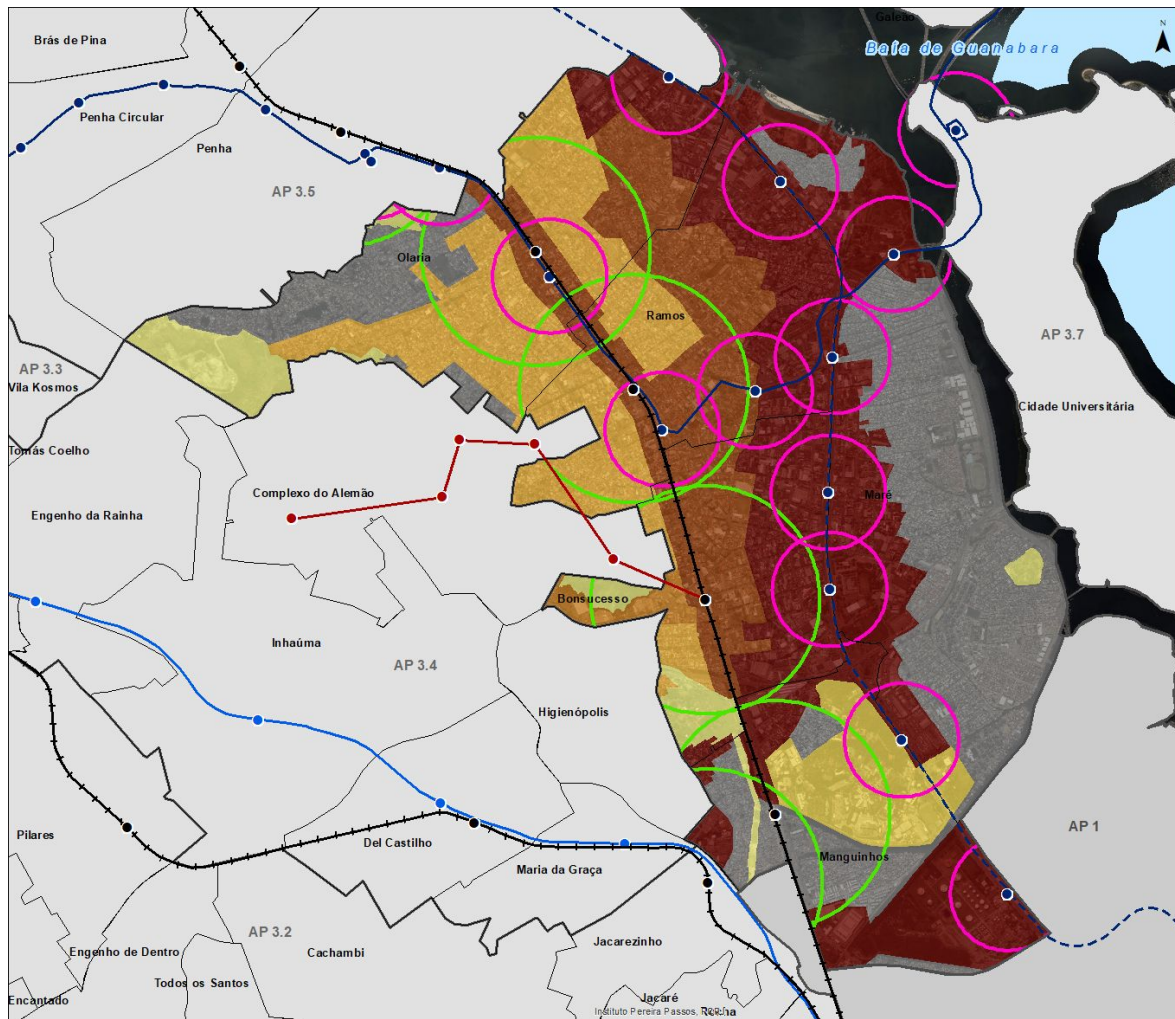 Galeão
N
Brás de Pina
Baía de Guanabara
Penha Circular
Penha
AP 3.5
Olaria
Ramos
AP 3.7
AP 3.3
Vila Kosmos
Cidade Universitária
Tomás Coelho
Complexo do Alemão
Maré
Engenho da Rainha
Bonsucesso
Inhaúma
AP 3.4
Higienópolis
AP 1
Pilares
Del Castilho
Manguinhos
Maria da Graça
AP 3.2
Jacarezinho
Engenho de Dentro
Cachambi
Todos os Santos
Encantado
Jacaré
Instituto Pereira Passos,